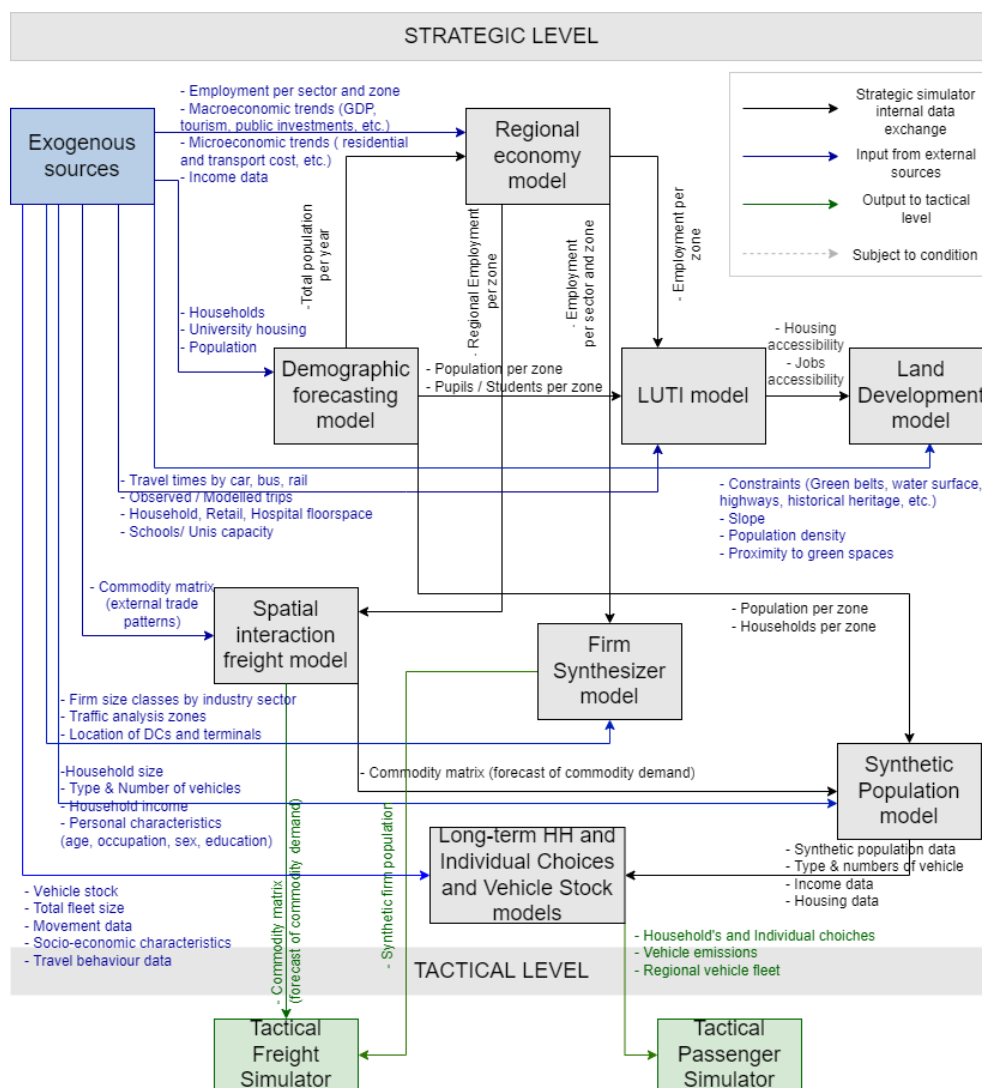 STRATEGIC LEVEL
- Employment per sector and zone
- Macroeconomic trends (GDP,
tourism, public investments, etc.)
- Microeconomic trends ( residential
and transport cost, etc.)
- Income data
Exogenous
sources
Regional
economy
model
Strategic simulator
internal data
exchange
Input from external
sources
Output to tactical
level
Subject to condition
-Total population
per year
- Regional Employment
per zone
- Employment
per sector and zone
- Employment per
zone
- Households
- University housing
- Population
Demographic
forecasting
model
- Population per zone
- Pupils / Students per zone
LUTI model
- Housing
accessibility
- Jobs
accessibility
Land
Development
model
- Travel times by car, bus, rail
- Observed / Modelled trips
- Household, Retail, Hospital floorspace
- Schools/ Unis capacity
- Constraints (Green belts, water surface,
highways, historical heritage, etc.)
- Slope
- Population density
- Proximity to green spaces
- Commodity matrix
(external trade
patterns)
Spatial
interaction
freight model
Firm
Synthesizer
model
- Population per zone
- Households per zone
- Firm size classes by industry sector
- Traffic analysis zones
- Location of DCs and terminals
-Household size
- Type & Number of vehicles
- Household income
- Personal characteristics
(age, occupation, sex, education)
- Commodity matrix (forecast of commodity demand)
Synthetic
Population
model
- Commodity matrix
(forecast of commodity demand)
- Synthetic firm population
Long-term HH and
Individual Choices
and Vehicle Stock
models
- Synthetic population data
- Type & numbers of vehicle
- Income data
- Housing data
- Vehicle stock
- Total fleet size
- Movement data
- Socio-economic characteristics
- Travel behaviour data
- Household's and Individual choiches
- Vehicle emissions
- Regional vehicle fleet
TACTICAL LEVEL
Tactical
Freight
Simulator
Tactical
Passenger
Simulator